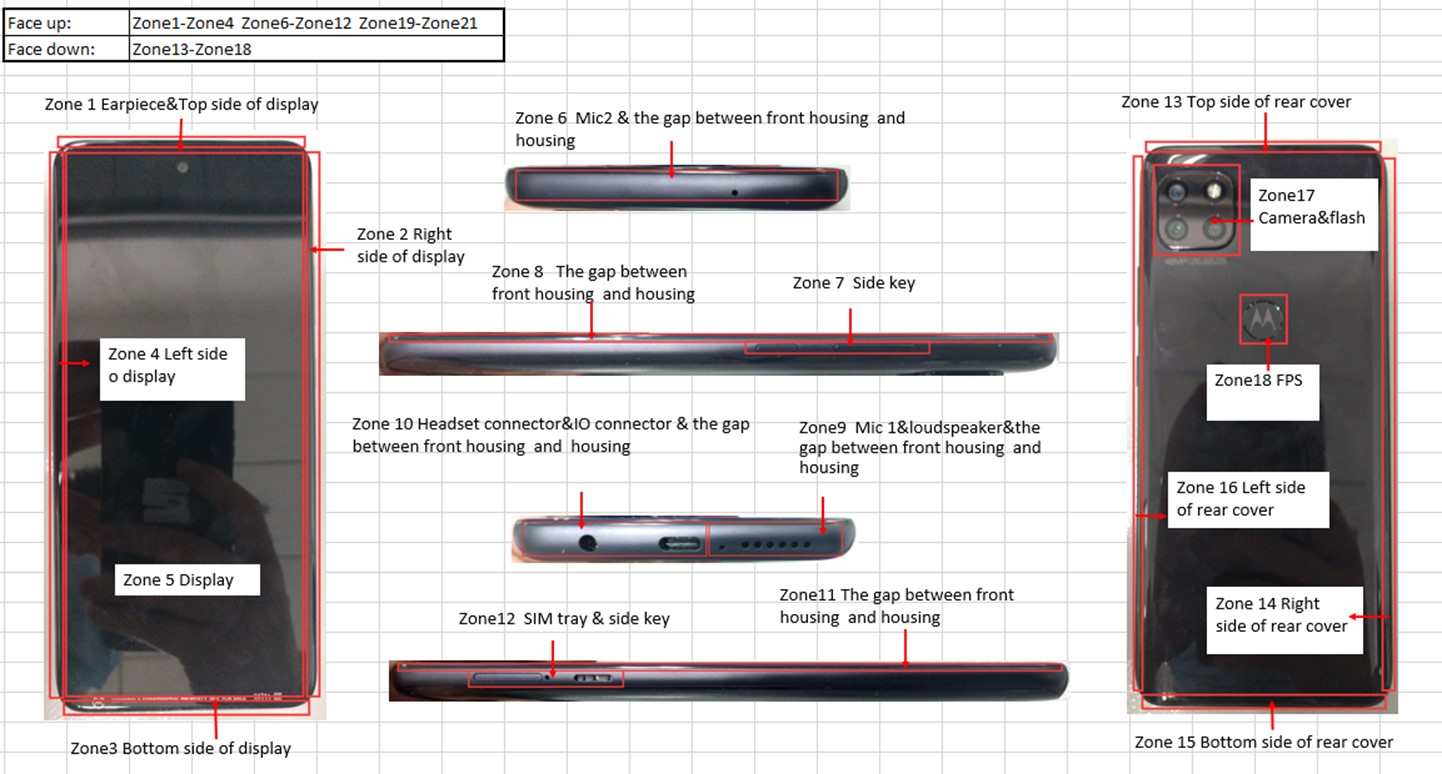 Face up: Zone1-Zone4 Zone6-Zone12 Zone19-Zone21
Face down: Zone13-Zone18
Zone 1 Earpiece&Top side of display
Zone 2 Right
side of display
Zone 4 Left side
o display
Zone 5 Display
Zone3 Bottom side of display
Zone 6 Mic2 & the gap between front housing and
housing
Zone 8 The gap between
front housing and housing
Zone 7 Side key
Zone 10 Headset connector&IO connector & the gap
between front housing and housing
Zone9 Mic 1&loudspeaker&the
gap between front housing and
housing
Zone12 SIM tray & side key
Zone11 The gap between front
housing and housing
Zone 13 Top side of rear cover
Zone17
Camera&flash
Zone18 FPS
Zone 16 Left side
of rear cover
Zone 14 Right
side of rear cover
Zone 15 Bottom side of rear cover